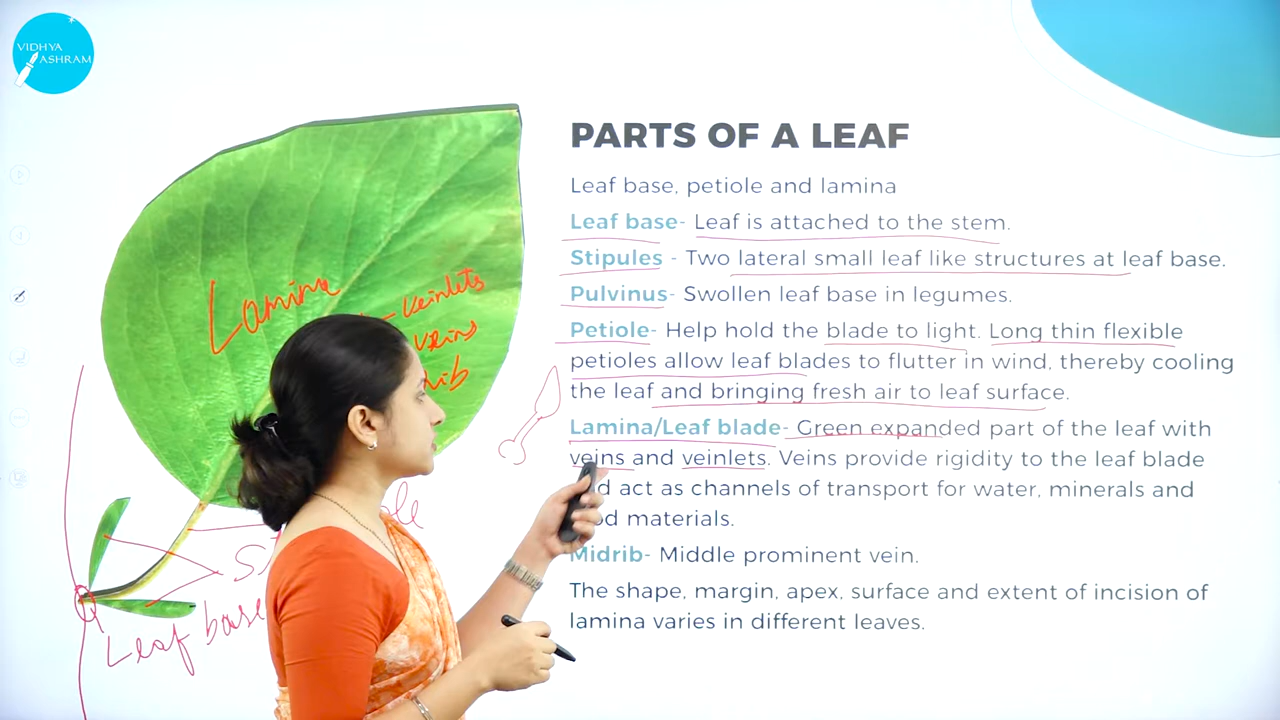 VIDHYA
ASHRAM
PARTS OF A LEAF
Leaf base, petiole and lamina
Leaf base- Leaf is attached to the stem.
Stipules - Two lateral small leaf like structures at leaf base.
Pulvinus- Swollen leaf base in legumes.
Petiole- Help hold the blade to light. Long thin flexible
petioles allow leaf blades to flutter in wind, thereby cooling
the leaf and bringing fresh air to leaf surface.
Lamina/Leaf blade- Green expanded part of the leaf with
veins and veinlets. Veins provide rigidity to the leaf blade
act as channels of transport for water, minerals and
materials.
Midrib- Middle prominent vein.
The shape, margin, apex, surface and extent of incision of
lamina varies in different leaves.
Lamina
veinlets
veins
Leaf base